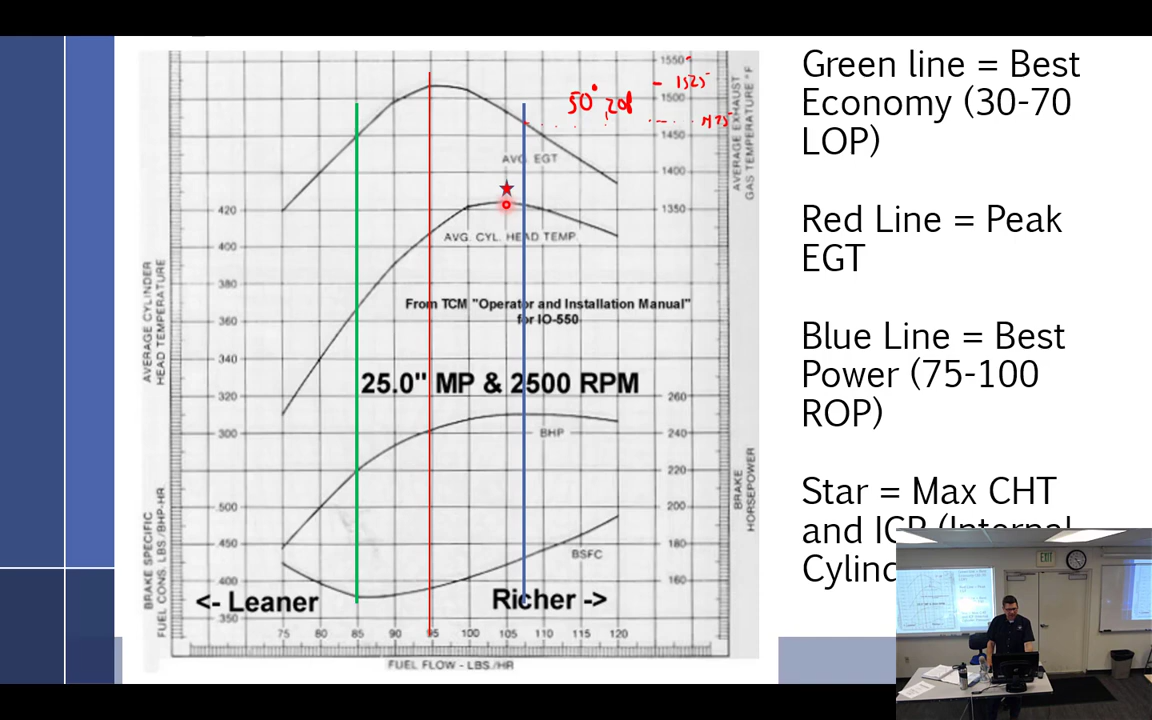 Green line = Best
Economy (30-70
LOP)
Red Line = Peak
EGT
Blue Line = Best
Power (75-100
ROP)
Star = Max CHT
and ICP (Internal
1550
1525
1500
50°
1450
1400
1350
AVERAGE EXHAUST
GAS TEMPERATURE °F
AVG. EGT
AVG. CYL. HEAD TEMP.
420
400
380
360
340
320
300
AVERAGE CYLINDER
HEAD TEMPERATURE
From TCM "Operator and Installation Manual"
for IO-550
25.0" MP & 2500 RPM
260
240
220
200
180
160
BRAKE
HORSEPOWER
BHP
BSFC
.500
.450
.400
.350
BRAKE SPECIFIC
FUEL CONS. LBS./BHP-HR
<- Leaner
Richer ->
75 80 85 90 95 100 105 110 115 120
FUEL FLOW - LBS./HR
EXIT